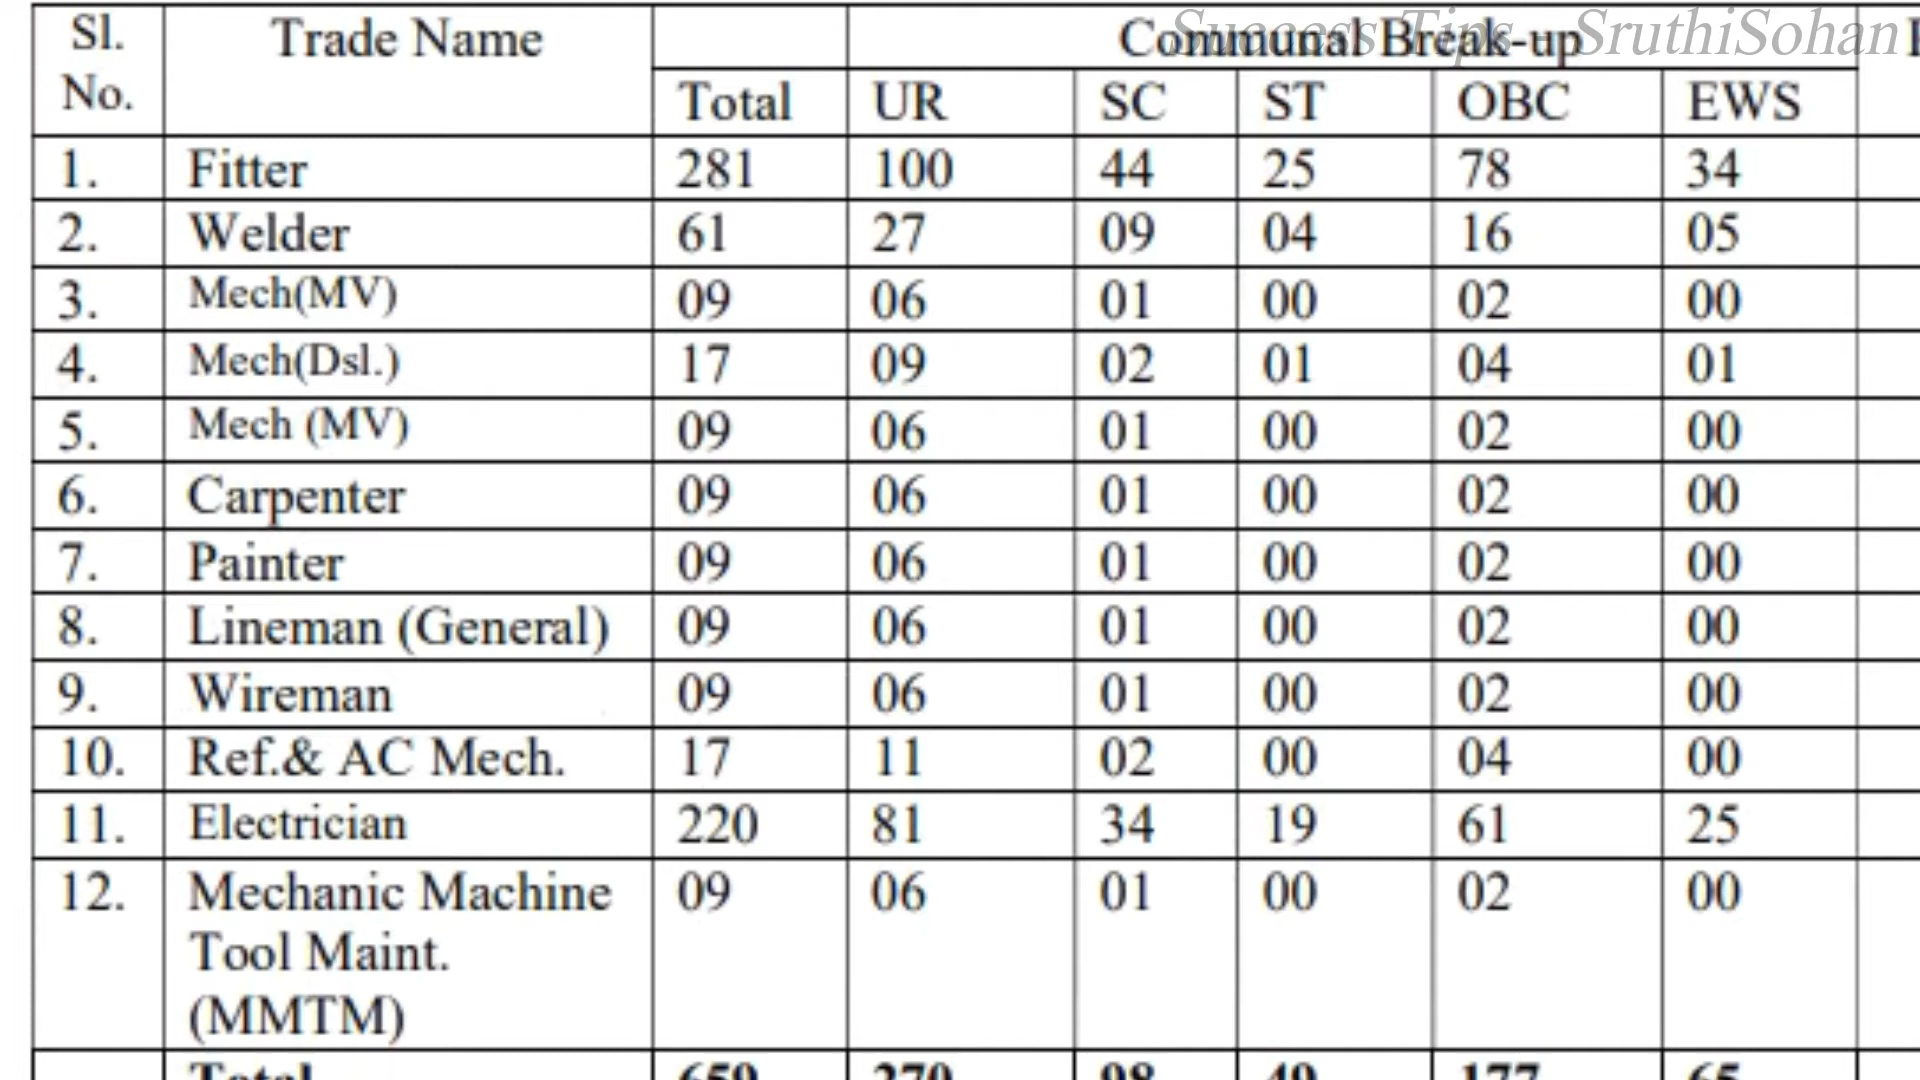 Success Tips - SruthiSohan
Sl. No. Trade Name Communal Break-up
Total UR SC ST OBC EWS
1. Fitter 281 100 44 25 78 34
2. Welder 61 27 09 04 16 05
3. Mech(MV) 09 06 01 00 02 00
4. Mech(Dsl.) 17 09 02 01 04 01
5. Mech (MV) 09 06 01 00 02 00
6. Carpenter 09 06 01 00 02 00
7. Painter 09 06 01 00 02 00
8. Lineman (General) 09 06 01 00 02 00
9. Wireman 09 06 01 00 02 00
10. Ref.& AC Mech. 17 11 02 00 04 00
11. Electrician 220 81 34 19 61 25
12. Mechanic Machine 09 06 01 00 02 00
Tool Maint.
(MMTM)
Total 659 270 98 49 177 65